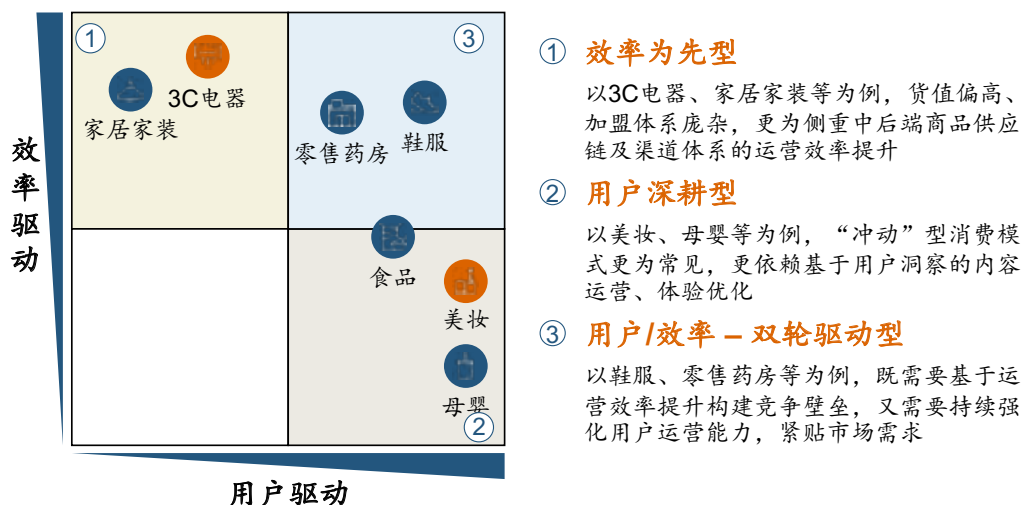 ①
③
3C电器
家居家装
零售药房
鞋服
食品
美妆
母婴
②
效率驱动
用户驱动
① 效率为先型
以3C电器、家居家装等为例，货值偏高、
加盟体系庞杂，更为侧重中后端商品供应
链及渠道体系的运营效率提升
② 用户深耕型
以美妆、母婴等为例，“冲动”型消费模
式更为常见，更依赖基于用户洞察的内容
运营、体验优化
③ 用户/效率 – 双轮驱动型
以鞋服、零售药房等为例，既需要基于运
营效率提升构建竞争壁垒，又需要持续强
化用户运营能力，紧贴市场需求